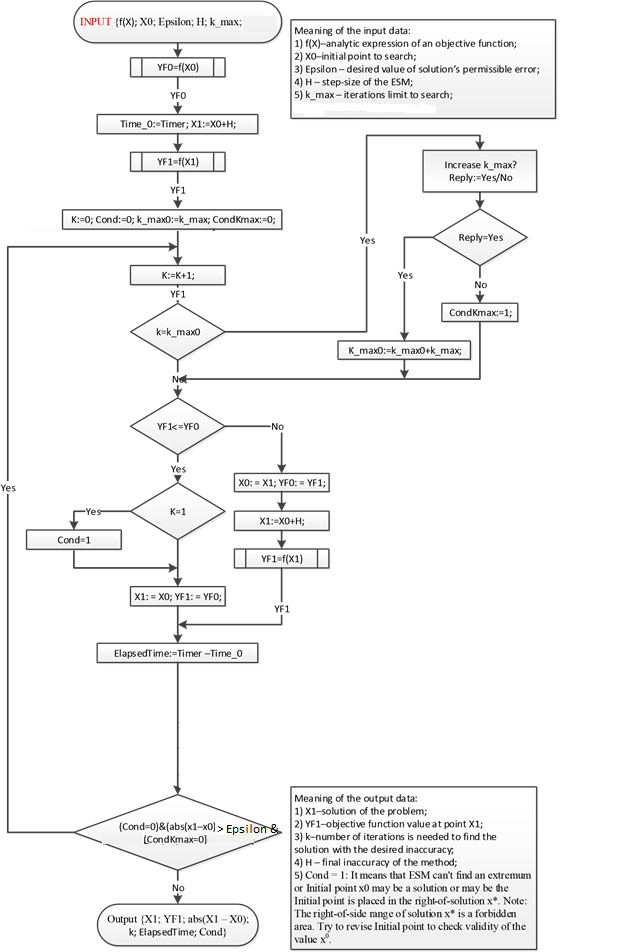 INPUT {f(X); X0; Epsilon; H; k_max;
Meaning of the input data:
1) f(X)–analytic expression of an objective function;
2) X0–initial point to search;
3) Epsilon – desired value of solution's permissible error;
4) H – step-size of the ESM;
5) k_max – iterations limit to search;
YF0=f(X0)
YF0
Time_0:=Timer; X1:=X0+H;
YF1=f(X1)
YF1
K:=0; Cond:=0; k_max0:=k_max; CondKmax:=0;
K:=K+1;
YF1
k=k_max0
Yes
Increase k_max?
Reply:=Yes/No
Reply=Yes
Yes
No
CondKmax:=1;
K_max0:=k_max0+k_max;
No
YF1<=YF0
No
Yes
X0: = X1; YF0: = YF1;
K=1
Yes
Cond=1
X1:=X0+H;
YF1=f(X1)
YF1
X1: = X0; YF1: = YF0;
ElapsedTime:=Timer –Time_0
Yes
(Cond=0)&(abs(x1–x0) > Epsilon &
(CondKmax=0)
No
Output {X1; YF1; abs(X1 – X0);
k; ElapsedTime; Cond}
Meaning of the output data:
1) X1–solution of the problem;
2) YF1–objective function value at point X1;
3) k–number of iterations is needed to find the
solution with the desired inaccuracy;
4) H – final inaccuracy of the method;
5) Cond = 1: It means that ESM can't find an extremum
or Initial point x0 may be a solution or may be the
Initial point is placed in the right-of-solution x*. Note:
The right-of-side range of solution x* is a forbidden
area. Try to revise Initial point to check validity of the
value x⁰.